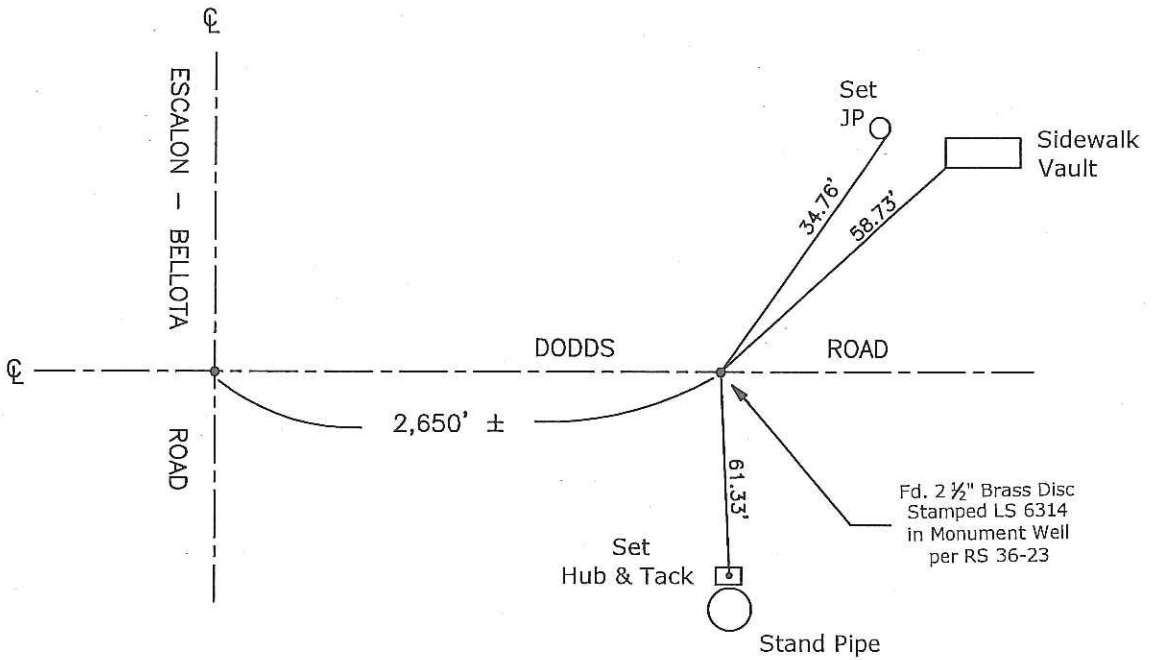 ℄
ESCALON – BELLOTA
ROAD
Set
JP
Sidewalk
Vault
34.76'
58.73'
℄
DODDS ROAD
2,650' ±
61.33'
Fd. 2 ½" Brass Disc
Stamped LS 6314
in Monument Well
per RS 36-23
Set
Hub & Tack
Stand Pipe